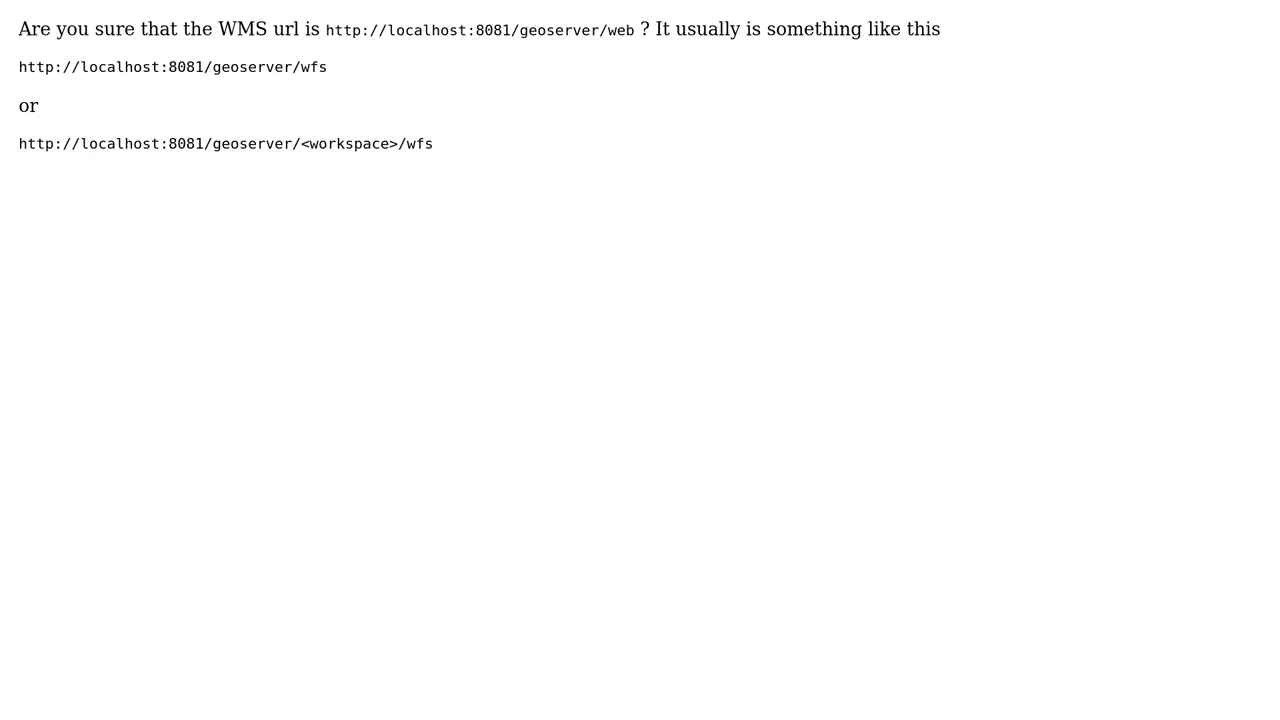 Are you sure that the WMS url is http://localhost:8081/geoserver/web ? It usually is something like this
http://localhost:8081/geoserver/wfs
or
http://localhost:8081/geoserver/<workspace>/wfs